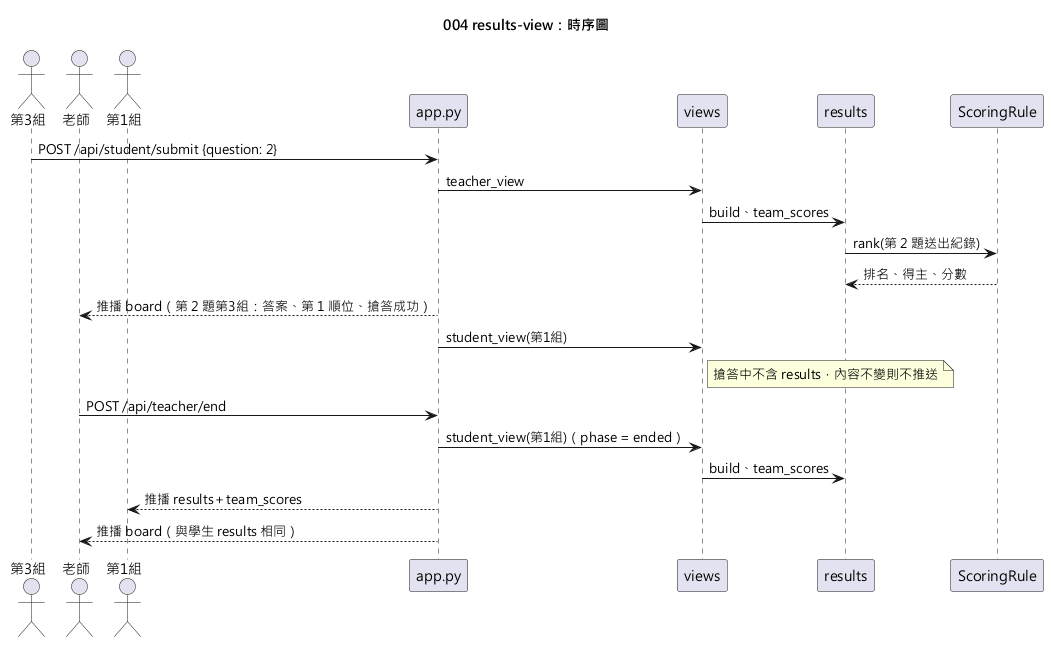 004 results-view：時序圖
第3組
老師
第1組
app.py
views
results
ScoringRule
POST /api/student/submit {question: 2}
teacher_view
build、team_scores
rank(第 2 題送出紀錄)
排名、得主、分數
推播 board（第 2 題第3組：答案、第 1 順位、搶答成功）
student_view(第1組)
搶答中不含 results，內容不變則不推送
POST /api/teacher/end
student_view(第1組)（phase = ended）
build、team_scores
推播 results + team_scores
推播 board（與學生 results 相同）
第3組
老師
第1組
app.py
views
results
ScoringRule